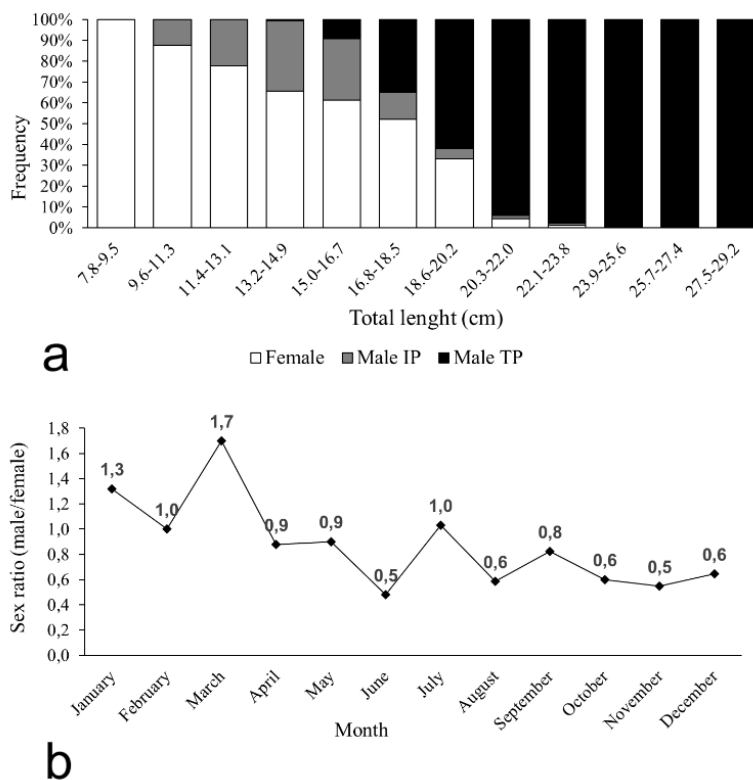 100%
90%
80%
70%
60%
50%
40%
30%
20%
10%
0%
Frequency
7.8-9.5
9.6-11.3
11.4-13.1
13.2-14.9
15.0-16.7
16.8-18.5
18.6-20.2
20.3-22.0
22.1-23.8
23.9-25.6
25.7-27.4
27.5-29.2
Total lenght (cm)
a
Female Male IP Male TP
1,8
1,6
1,4
1,2
1,0
0,8
0,6
0,4
0,2
0,0
Sex ratio (male/female)
1,3
1,0
1,7
0,9
0,9
0,5
1,0
0,6
0,8
0,6
0,5
0,6
January
February
March
April
May
June
July
August
September
October
November
December
Month
b